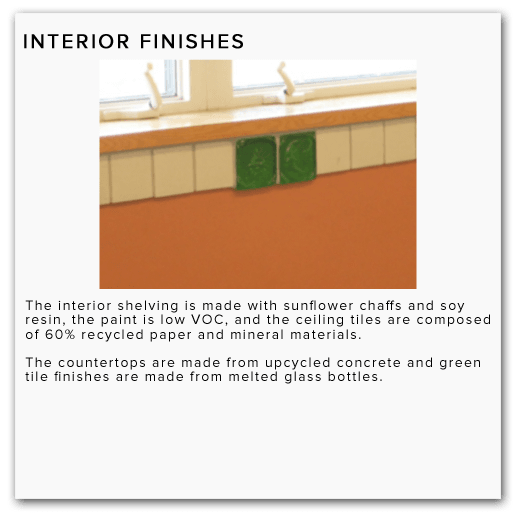 INTERIOR FINISHES
The interior shelving is made with sunflower chaffs and soy
resin, the paint is low VOC, and the ceiling tiles are composed
of 60% recycled paper and mineral materials.
The countertops are made from upcycled concrete and green
tile finishes are made from melted glass bottles.